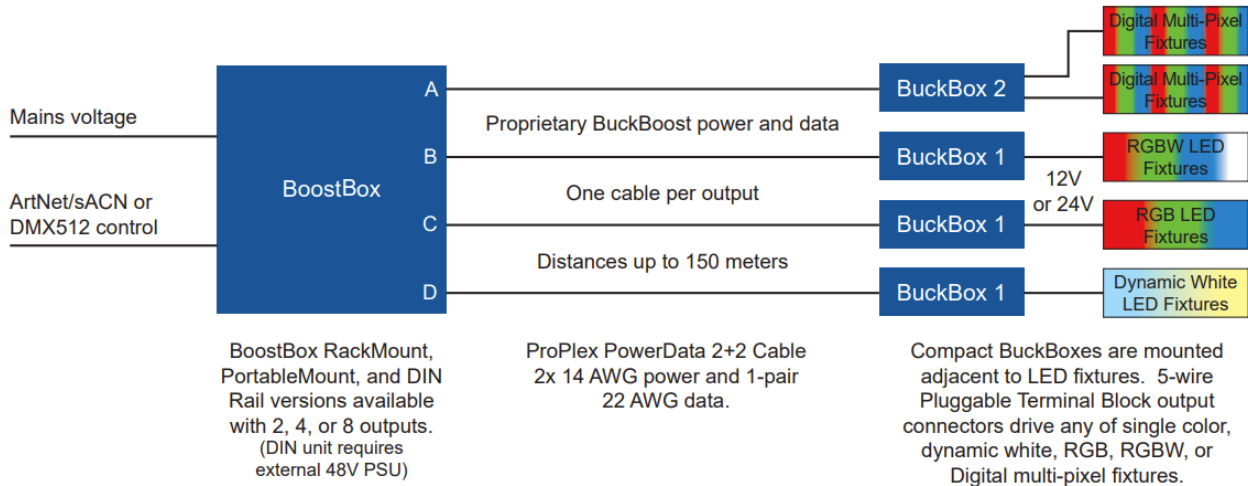 Digital Multi-Pixel
Fixtures
A
BuckBox 2
Digital Multi-Pixel
Fixtures
Mains voltage
Proprietary BuckBoost power and data
B
BuckBox 1
RGBW LED
Fixtures
BoostBox
One cable per output
12V
or 24V
ArtNet/sACN or
DMX512 control
C
BuckBox 1
RGB LED
Fixtures
Distances up to 150 meters
D
BuckBox 1
Dynamic White
LED Fixtures
BoostBox RackMount,
PortableMount, and DIN
Rail versions available
with 2, 4, or 8 outputs.
(DIN unit requires
external 48V PSU)
ProPlex PowerData 2+2 Cable
2x 14 AWG power and 1-pair
22 AWG data.
Compact BuckBoxes are mounted
adjacent to LED fixtures.  5-wire
Pluggable Terminal Block output
connectors drive any of single color,
dynamic white, RGB, RGBW, or
Digital multi-pixel fixtures.